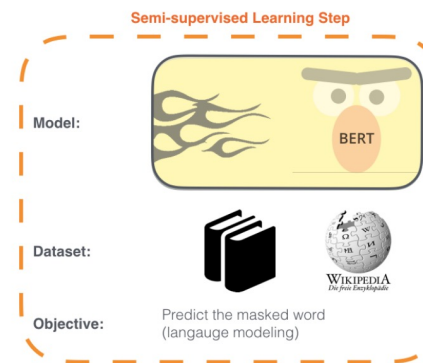 Semi-supervised Learning Step
Model:
BERT
Dataset:
WIKIPEDIA
Die freie Enzyklopädie
Objective:
Predict the masked word
(langauge modeling)